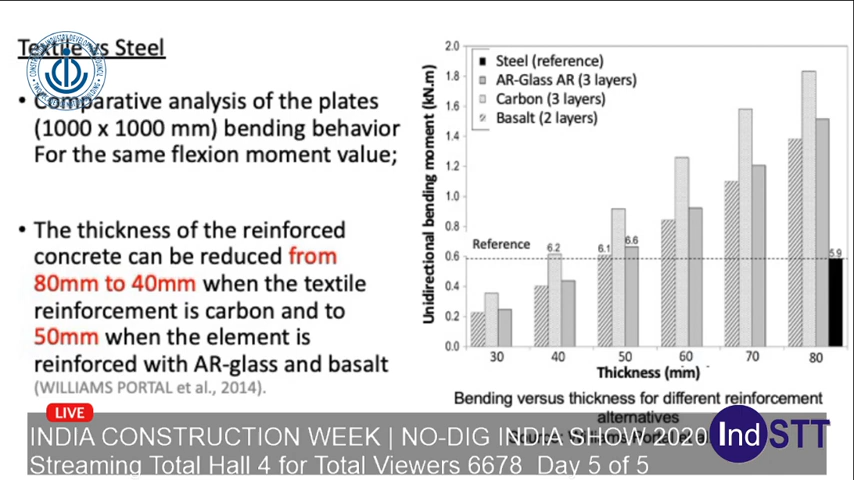 Textile vs Steel
• Comparative analysis of the plates
(1000 x 1000 mm) bending behavior
For the same flexion moment value;
• The thickness of the reinforced
concrete can be reduced from
80mm to 40mm when the textile
reinforcement is carbon and to
50mm when the element is
reinforced with AR-glass and basalt
(WILLIAMS PORTAL et al., 2014).
Unidirectional bending moment (kN.m)
2.0
1.8
1.6
1.4
1.2
1.0
0.8
0.6
0.4
0.2
0.0
Steel (reference)
AR-Glass AR (3 layers)
Carbon (3 layers)
Basalt (2 layers)
Reference
6.2
6.1
6.6
5.9
30 40 50 60 70 80
Thickness (mm)
Bending versus thickness for different reinforcement
alternatives
LIVE
INDIA CONSTRUCTION WEEK | NO-DIG INDIA SHOW 2020
Streaming Total Hall 4 for Total Viewers 6678 Day 5 of 5
IndSTT